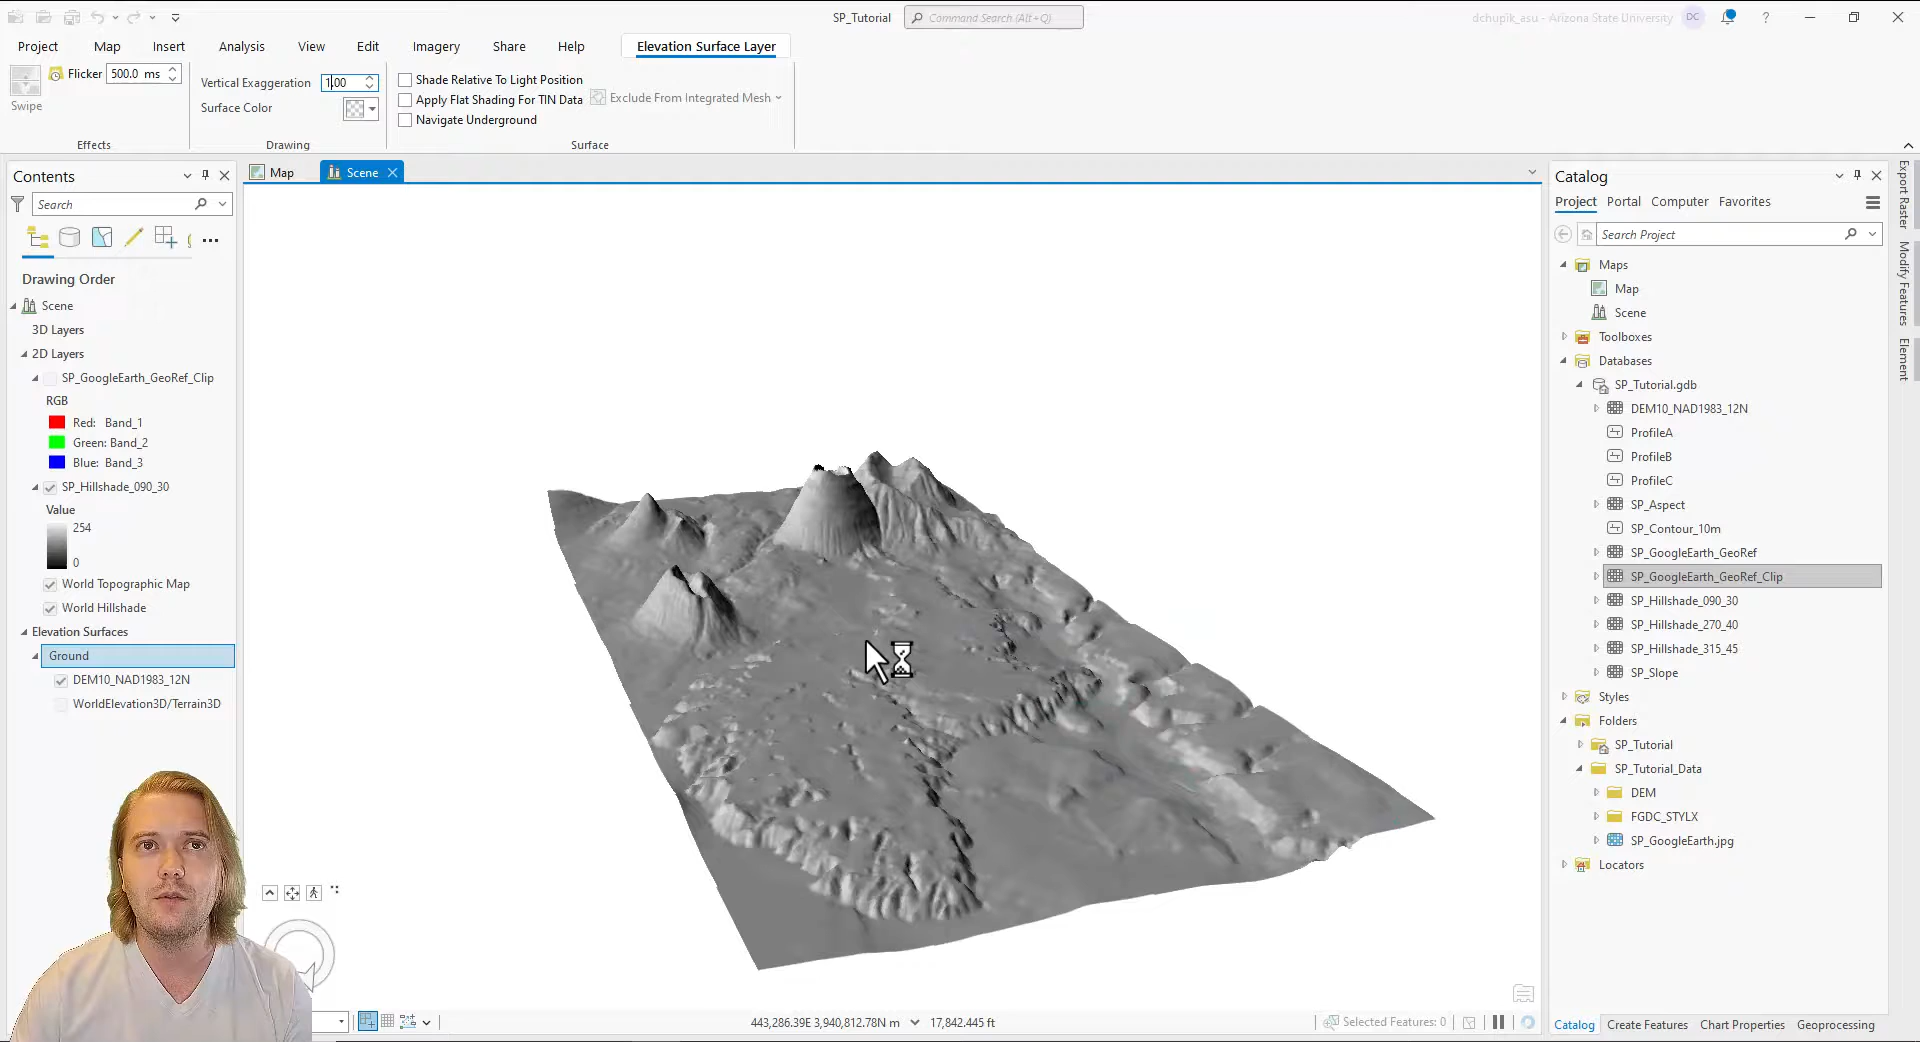 SP_Tutorial
Command Search (Alt+Q)
dchupik_asu - Arizona State University
DC
?
Project
Map
Insert
Analysis
View
Edit
Imagery
Share
Help
Elevation Surface Layer
Swipe
Flicker
500.0 ms
Effects
Vertical Exaggeration
1.00
Surface Color
Drawing
Shade Relative To Light Position
Apply Flat Shading For TIN Data
Navigate Underground
Exclude From Integrated Mesh
Surface
Contents
Search
Drawing Order
Scene
3D Layers
2D Layers
SP_GoogleEarth_GeoRef_Clip
RGB
Red: Band_1
Green: Band_2
Blue: Band_3
SP_Hillshade_090_30
Value
254
0
World Topographic Map
World Hillshade
Elevation Surfaces
Ground
DEM10_NAD1983_12N
WorldElevation3D/Terrain3D
Map
Scene
443,286.39E 3,940,812.78N m
17,842.445 ft
Selected Features: 0
Catalog
Project
Portal
Computer
Favorites
Search Project
Maps
Map
Scene
Toolboxes
Databases
SP_Tutorial.gdb
DEM10_NAD1983_12N
ProfileA
ProfileB
ProfileC
SP_Aspect
SP_Contour_10m
SP_GoogleEarth_GeoRef
SP_GoogleEarth_GeoRef_Clip
SP_Hillshade_090_30
SP_Hillshade_270_40
SP_Hillshade_315_45
SP_Slope
Styles
Folders
SP_Tutorial
SP_Tutorial_Data
DEM
FGDC_STYLX
SP_GoogleEarth.jpg
Locators
Catalog
Create Features
Chart Properties
Geoprocessing
Export Raster
Modify Features
Element